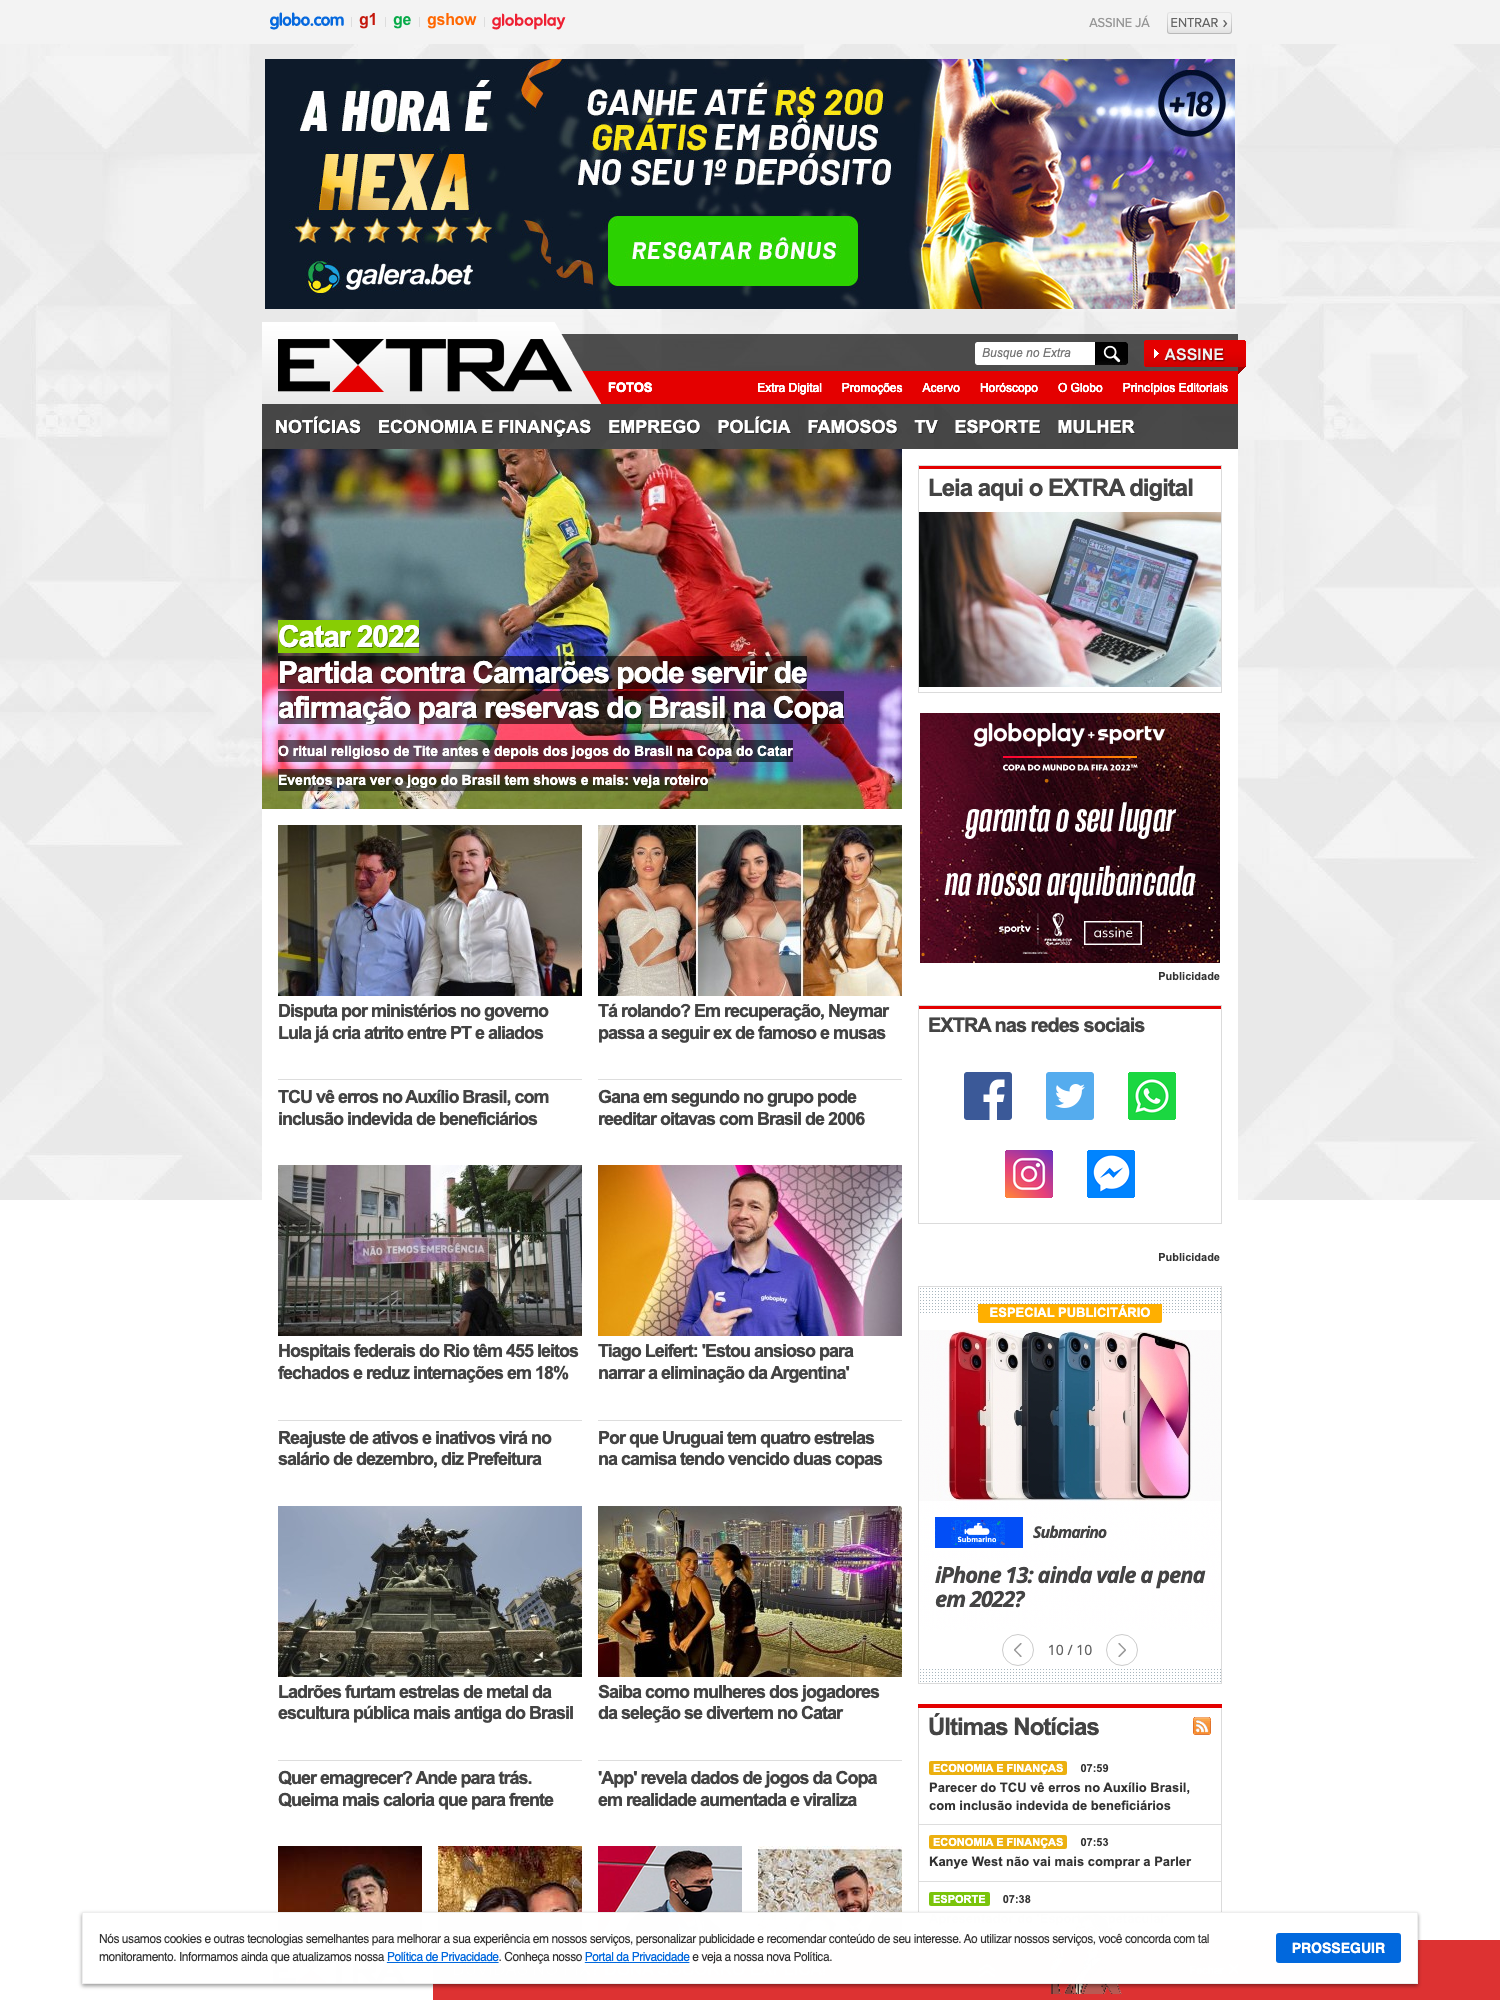 globo.com g1 ge gshow globoplay
ASSINE JÁ ENTRAR ›
A HORA É
HEXA
galera.bet
GANHE ATÉ R$ 200
GRÁTIS EM BÔNUS
NO SEU 1º DEPÓSITO
RESGATAR BÔNUS
+18
EXTRA
Busque no Extra
ASSINE
FOTOS
Extra Digital Promoções Acervo Horóscopo O Globo Princípios Editoriais
NOTÍCIAS ECONOMIA E FINANÇAS EMPREGO POLÍCIA FAMOSOS TV ESPORTE MULHER
Catar 2022
Partida contra Camarões pode servir de
afirmação para reservas do Brasil na Copa
O ritual religioso de Tite antes e depois dos jogos do Brasil na Copa do Catar
Eventos para ver o jogo do Brasil tem shows e mais: veja roteiro
Disputa por ministérios no governo
Lula já cria atrito entre PT e aliados
Tá rolando? Em recuperação, Neymar
passa a seguir ex de famoso e musas
TCU vê erros no Auxílio Brasil, com
inclusão indevida de beneficiários
Gana em segundo no grupo pode
reeditar oitavas com Brasil de 2006
NÃO TEMOS EMERGÊNCIA
globoplay
Hospitais federais do Rio têm 455 leitos
fechados e reduz internações em 18%
Tiago Leifert: 'Estou ansioso para
narrar a eliminação da Argentina'
Reajuste de ativos e inativos virá no
salário de dezembro, diz Prefeitura
Por que Uruguai tem quatro estrelas
na camisa tendo vencido duas copas
Ladrões furtam estrelas de metal da
escultura pública mais antiga do Brasil
Saiba como mulheres dos jogadores
da seleção se divertem no Catar
Quer emagrecer? Ande para trás.
Queima mais caloria que para frente
'App' revela dados de jogos da Copa
em realidade aumentada e viraliza
Leia aqui o EXTRA digital
globoplay + sportv
COPA DO MUNDO DA FIFA 2022™
garanta o seu lugar
na nossa arquibancada
sportv
assine
Publicidade
EXTRA nas redes sociais
Publicidade
ESPECIAL PUBLICITÁRIO
Submarino
Submarino
iPhone 13: ainda vale a pena
em 2022?
10 / 10
Últimas Notícias
ECONOMIA E FINANÇAS 07:59
Parecer do TCU vê erros no Auxílio Brasil,
com inclusão indevida de beneficiários
ECONOMIA E FINANÇAS 07:53
Kanye West não vai mais comprar a Parler
ESPORTE 07:38
Nós usamos cookies e outras tecnologias semelhantes para melhorar a sua experiência em nossos serviços, personalizar publicidade e recomendar conteúdo de seu interesse. Ao utilizar nossos serviços, você concorda com tal
monitoramento. Informamos ainda que atualizamos nossa Política de Privacidade. Conheça nosso Portal da Privacidade e veja a nossa nova Política.
PROSSEGUIR